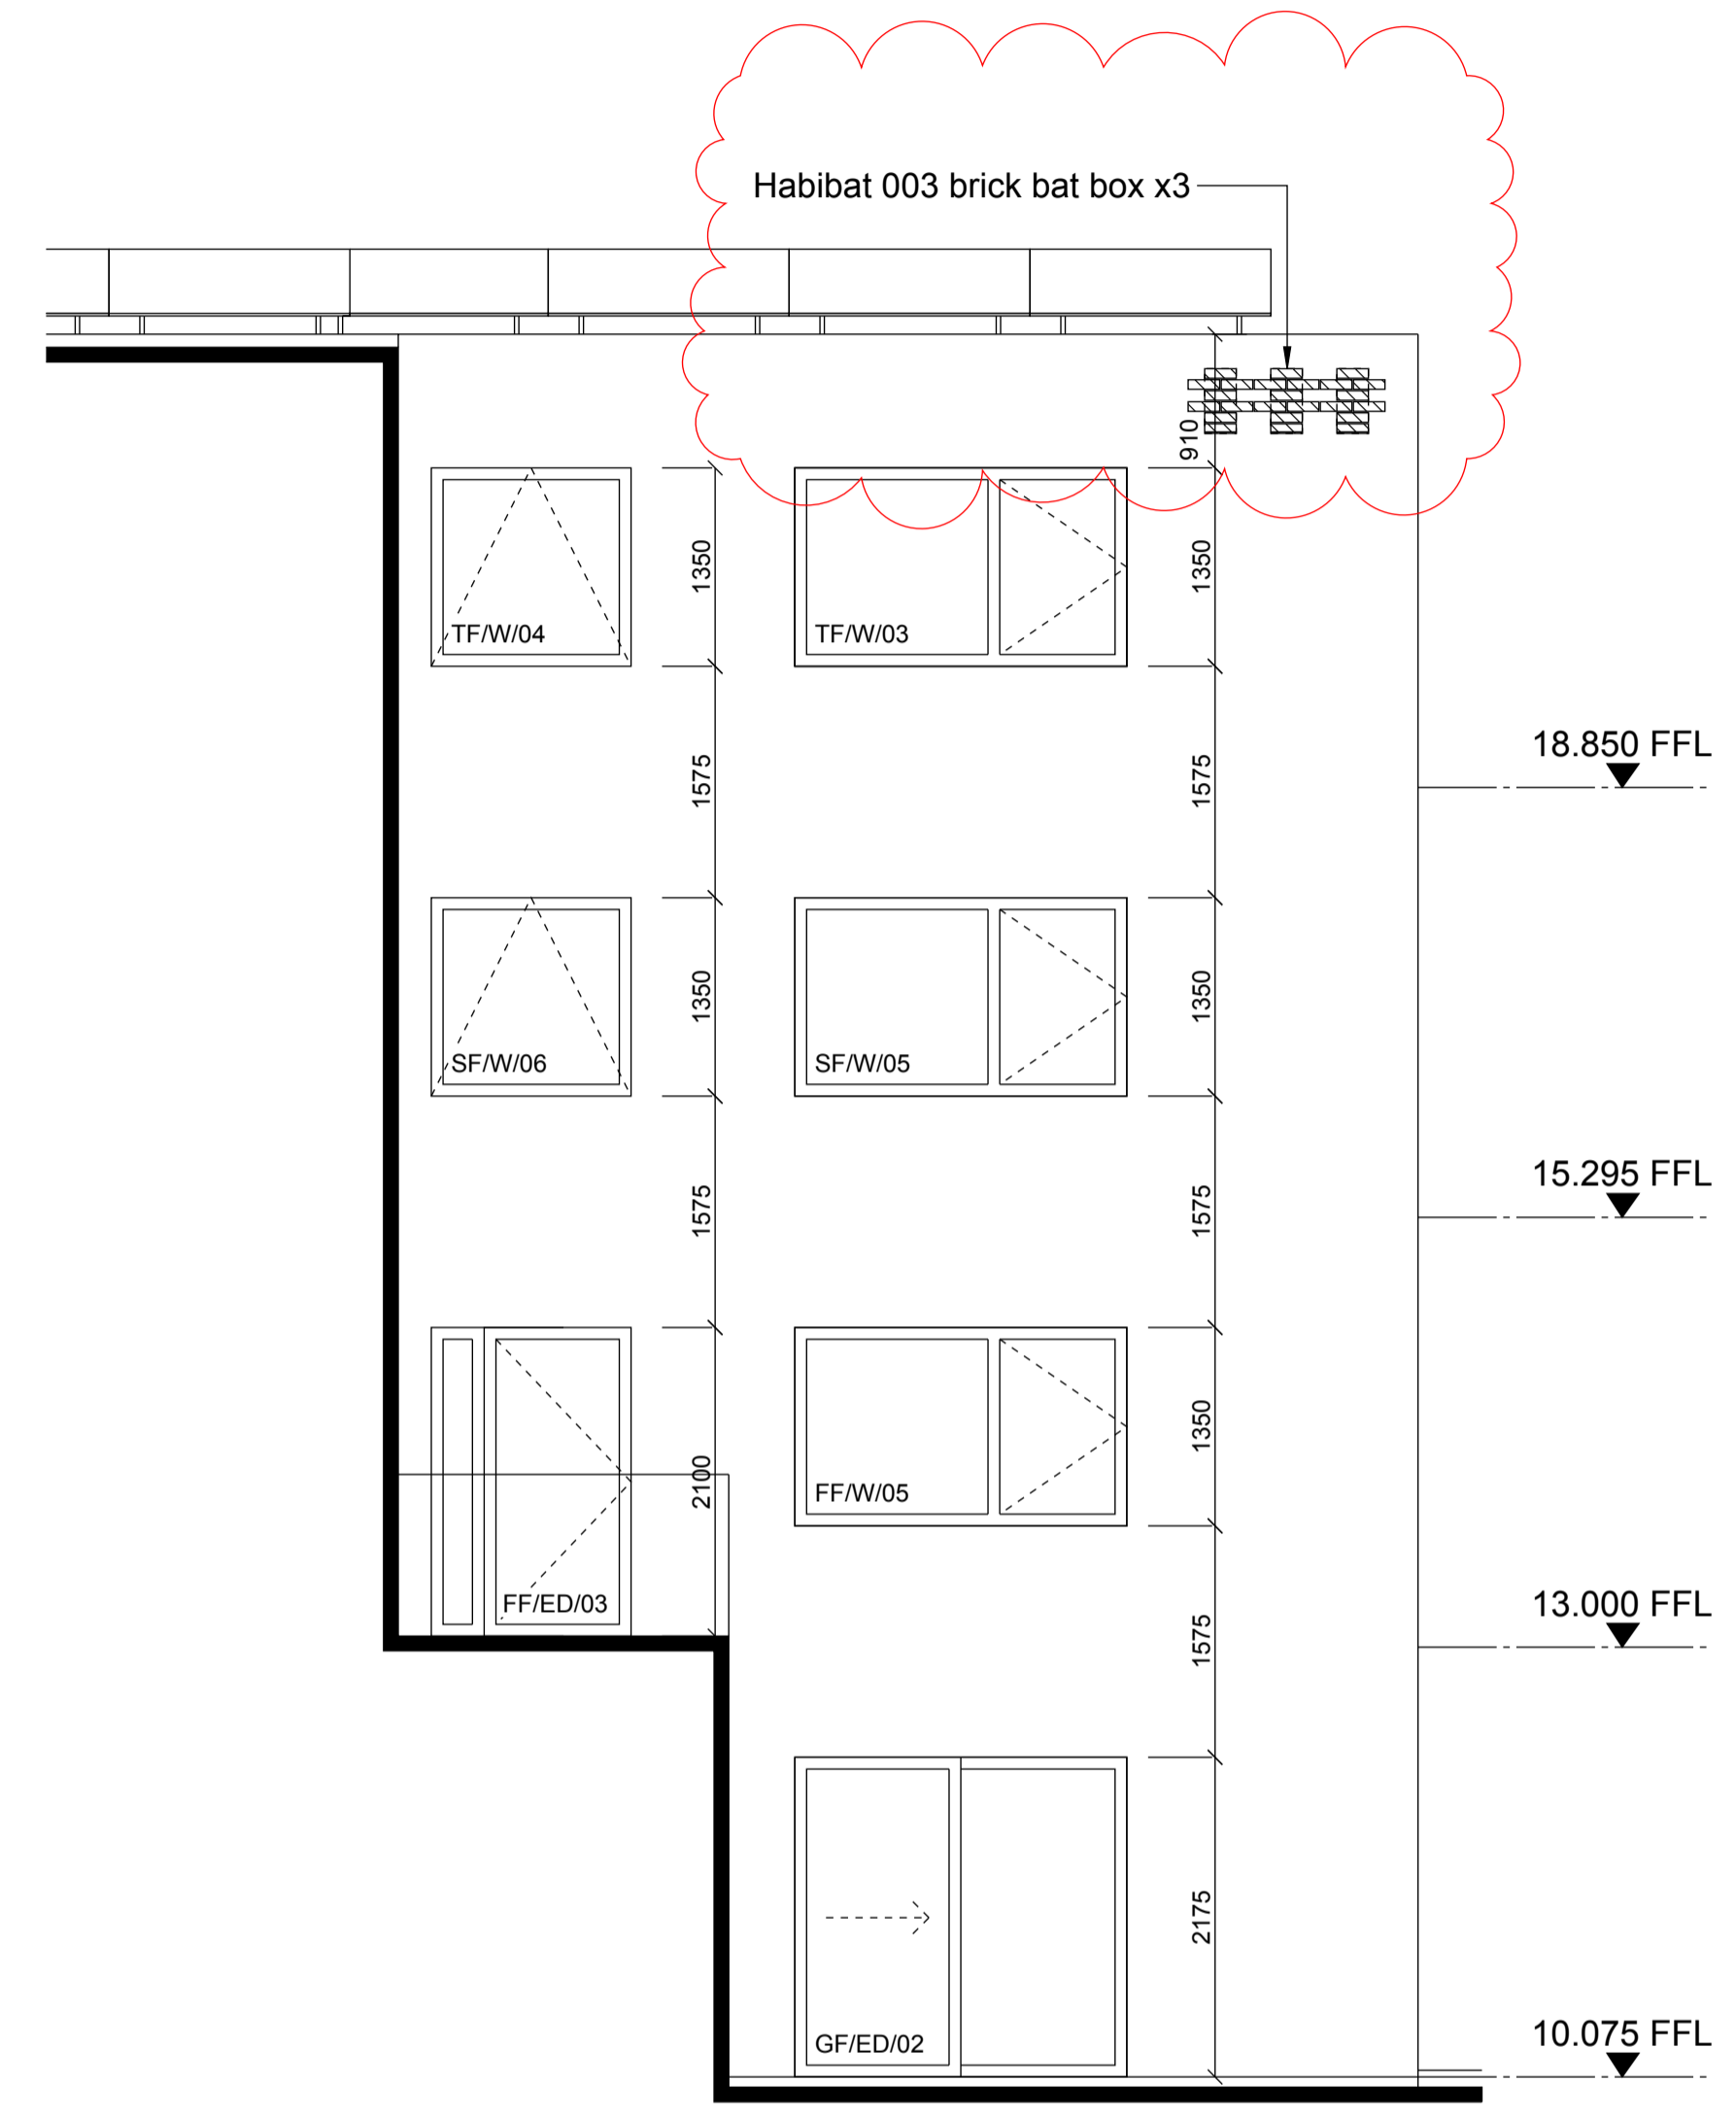 Habibat 003 brick bat box x3
910
1350
1350
TF/W/04
TF/W/03
18.850 FFL
1575
1575
1350
1350
SF/W/06
SF/W/05
15.295 FFL
1575
1575
1350
2100
FF/W/05
FF/ED/03
13.000 FFL
1575
2175
GF/ED/02
10.075 FFL